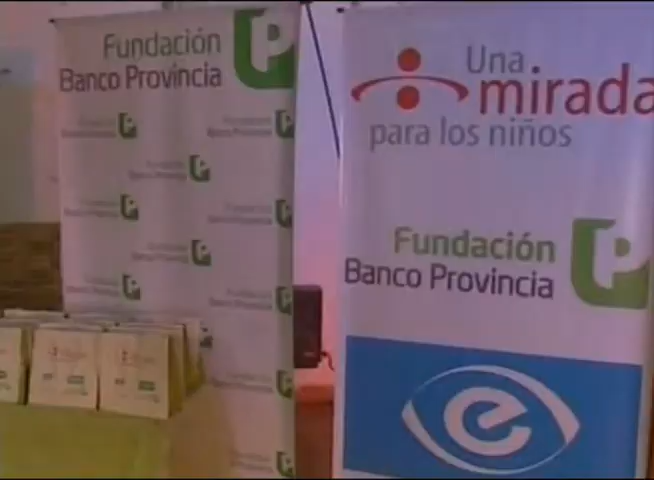 Fundación
Banco Provincia
Una
mirada
para los niños
Fundación
Banco Provincia
e